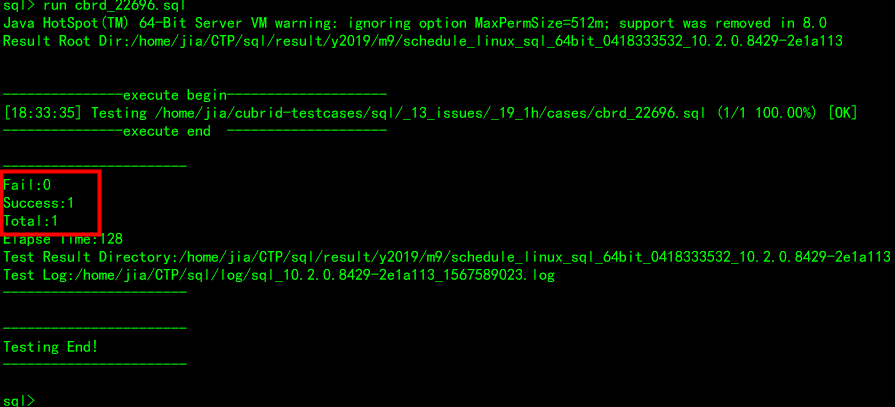 sql> run cbrd_22696.sql
Java HotSpot(TM) 64-Bit Server VM warning: ignoring option MaxPermSize=512m; support was removed in 8.0
Result Root Dir:/home/jia/CTP/sql/result/y2019/m9/schedule_linux_sql_64bit_0418333532_10.2.0.8429-2e1a113
---------------execute begin--------------------
[18:33:35] Testing /home/jia/cubrid-testcases/sql/_13_issues/_19_1h/cases/cbrd_22696.sql (1/1 100.00%) [OK]
---------------execute end  --------------------
-----------------------
Fail:0
Success:1
Total:1
Elapse Time:128
Test Result Directory:/home/jia/CTP/sql/result/y2019/m9/schedule_linux_sql_64bit_0418333532_10.2.0.8429-2e1a113
Test Log:/home/jia/CTP/sql/log/sql_10.2.0.8429-2e1a113_1567589023.log
-----------------------
-----------------------
Testing End!
-----------------------
sql>